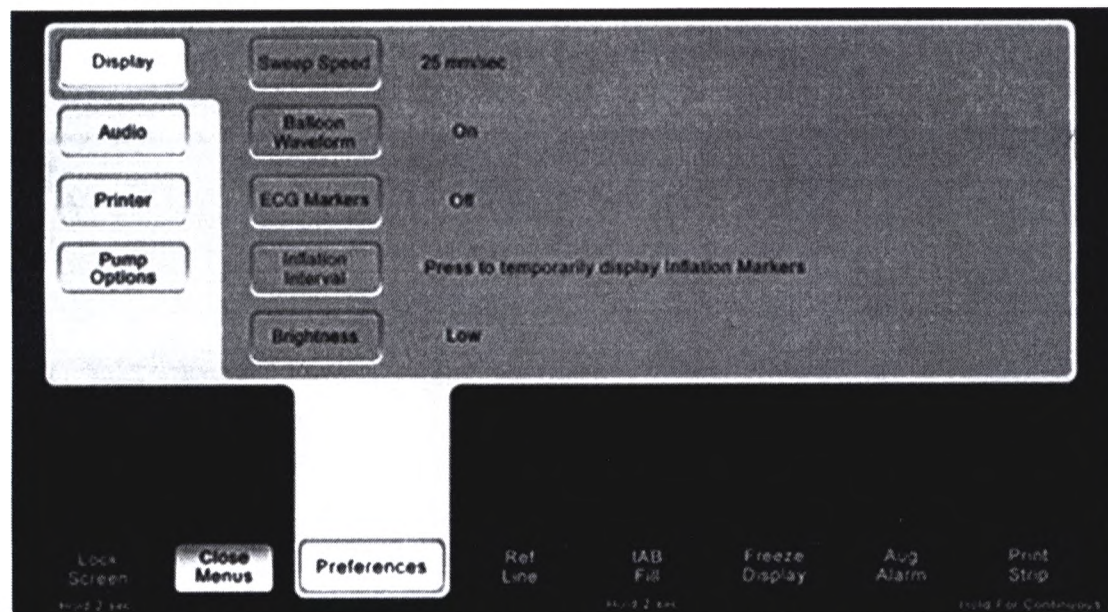 Display
Sweep Speed 25 mm/sec
Audio
Balloon
Waveform
On
Printer
ECG Markers Off
Pump
Options
Inflation
Interval
Press to temporarily display Inflation Markers
Brightness Low
Lock
Screen
Hold 2 sec
Close
Menus
Preferences
Ref
Line
IAB
Fill
Hold 2 sec
Freeze
Display
Aug.
Alarm
Print
Strip
Hold For Continuous